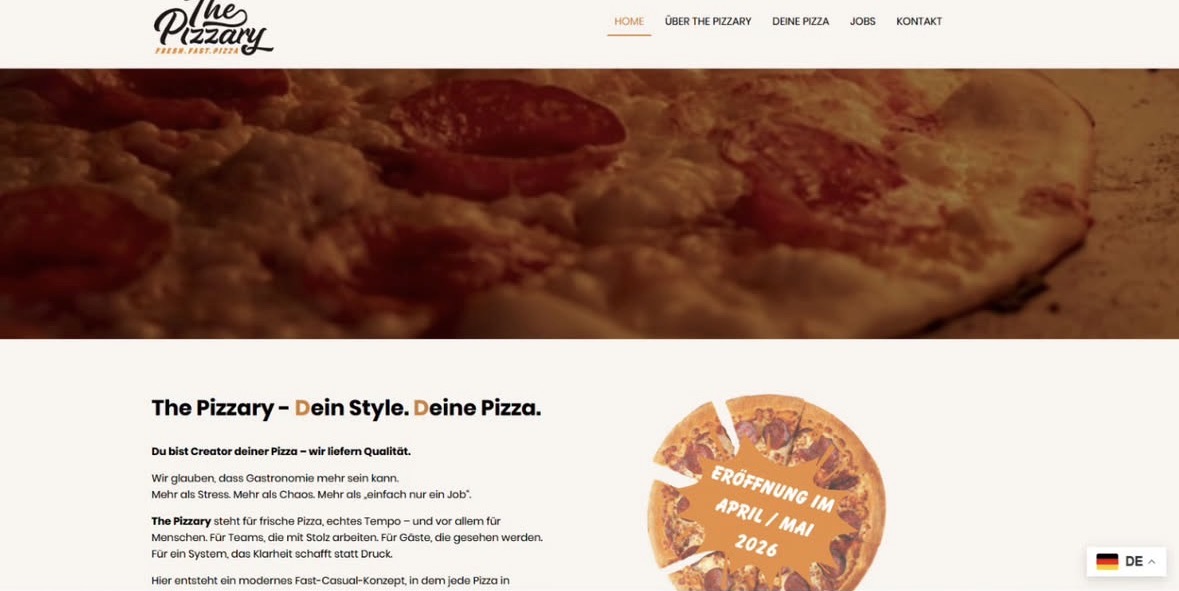 The
Pizzary
FRESH.FAST.PIZZA
HOME ÜBER THE PIZZARY DEINE PIZZA JOBS KONTAKT
The Pizzary - Dein Style. Deine Pizza.
Du bist Creator deiner Pizza – wir liefern Qualität.
Wir glauben, dass Gastronomie mehr sein kann.
Mehr als Stress. Mehr als Chaos. Mehr als „einfach nur ein Job“.
The Pizzary steht für frische Pizza, echtes Tempo – und vor allem für
Menschen. Für Teams, die mit Stolz arbeiten. Für Gäste, die gesehen werden.
Für ein System, das Klarheit schafft statt Druck.
Hier entsteht ein modernes Fast-Casual-Konzept, in dem jede Pizza in
ERÖFFNUNG IM
APRIL / MAI
2026
DE